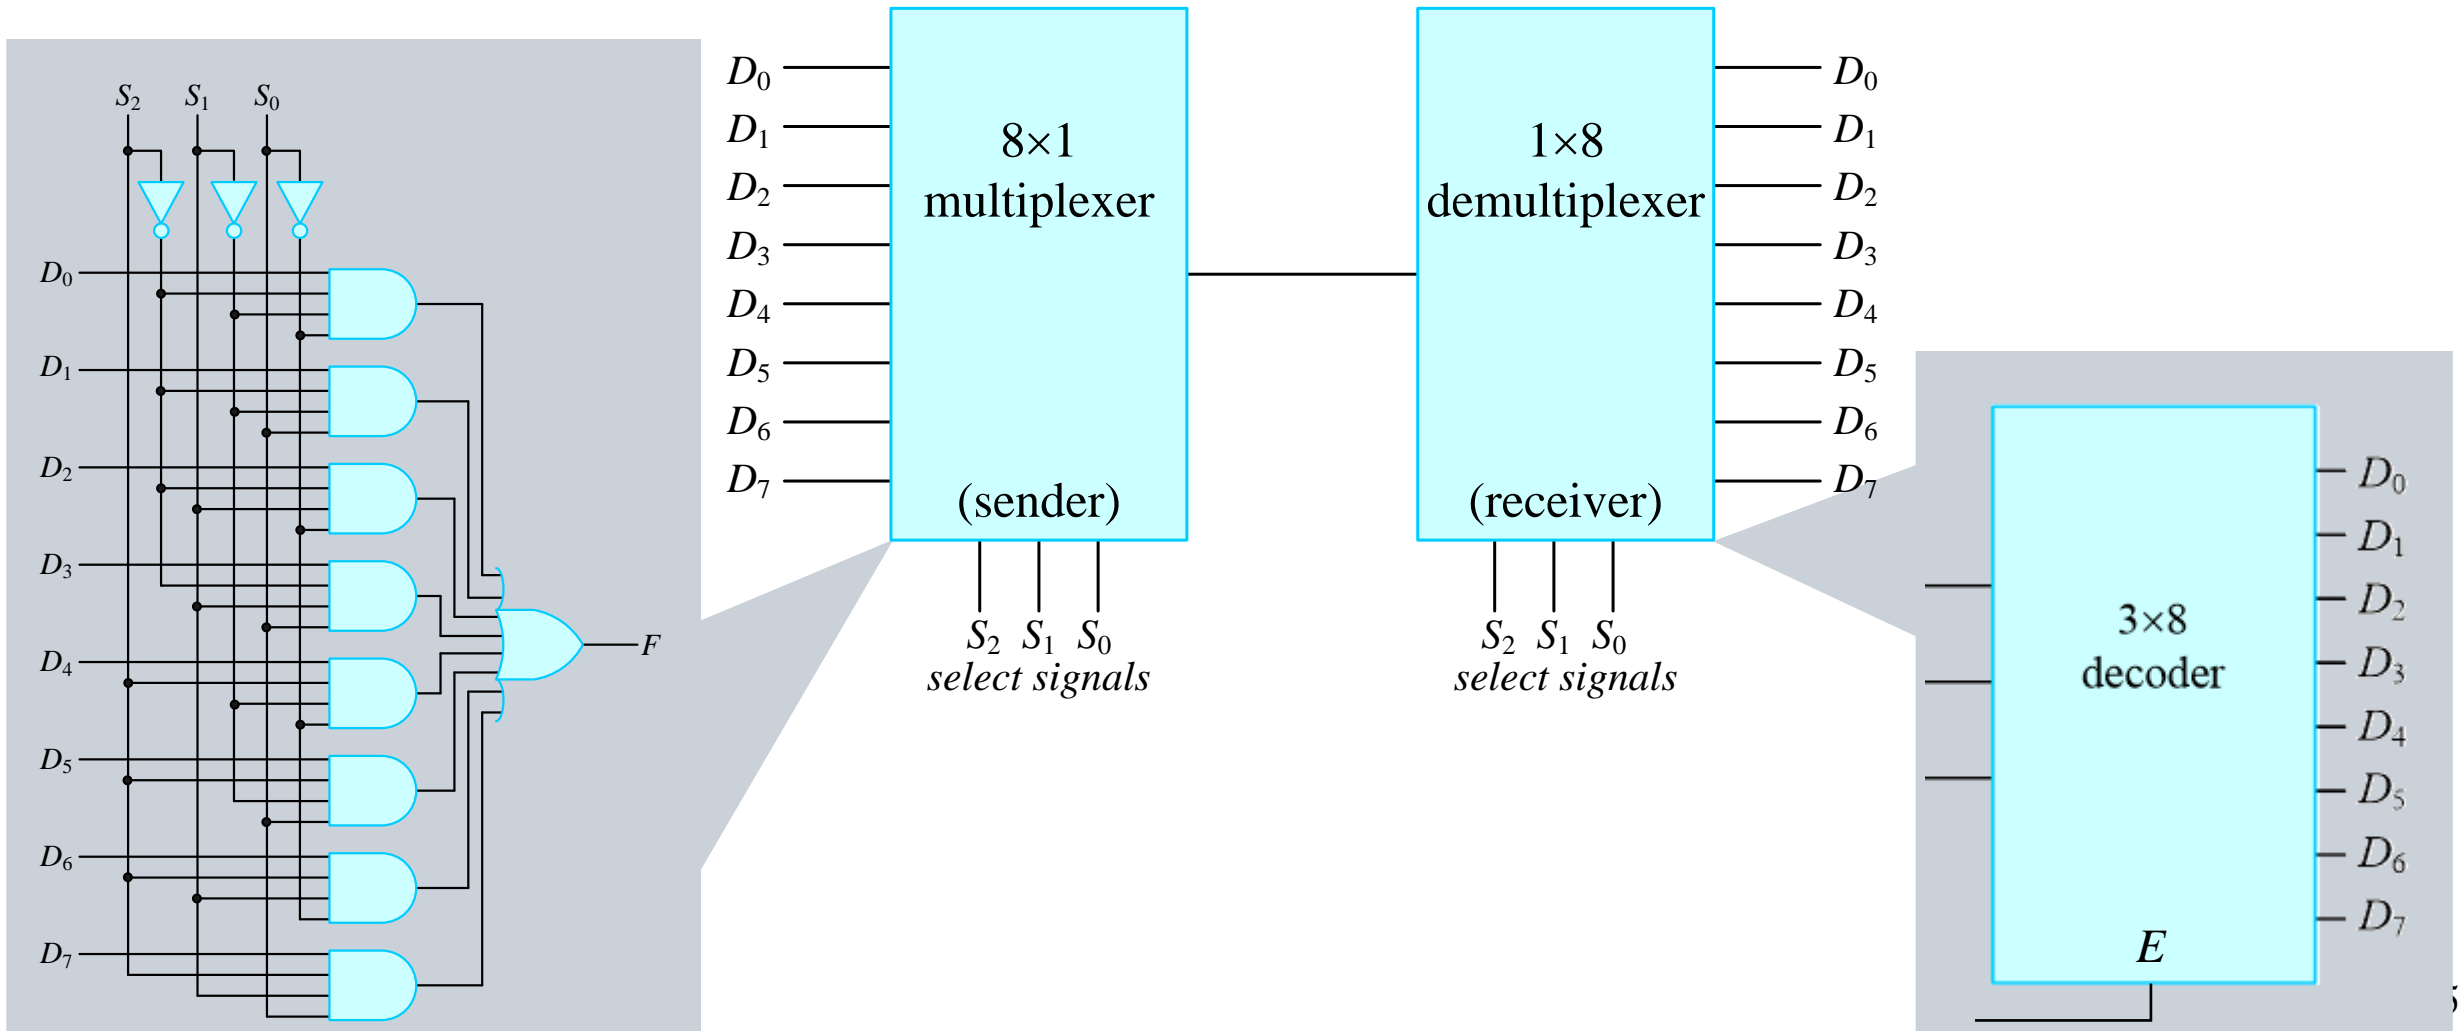 S2 S1 S0
D0
D1
D2
D3
D4
D5
D6
D7
F
D0
D1
D2
D3
D4
D5
D6
D7
8×1
multiplexer
(sender)
S2 S1 S0
select signals
1×8
demultiplexer
(receiver)
S2 S1 S0
select signals
D0
D1
D2
D3
D4
D5
D6
D7
3×8
decoder
E
D0
D1
D2
D3
D4
D5
D6
D7